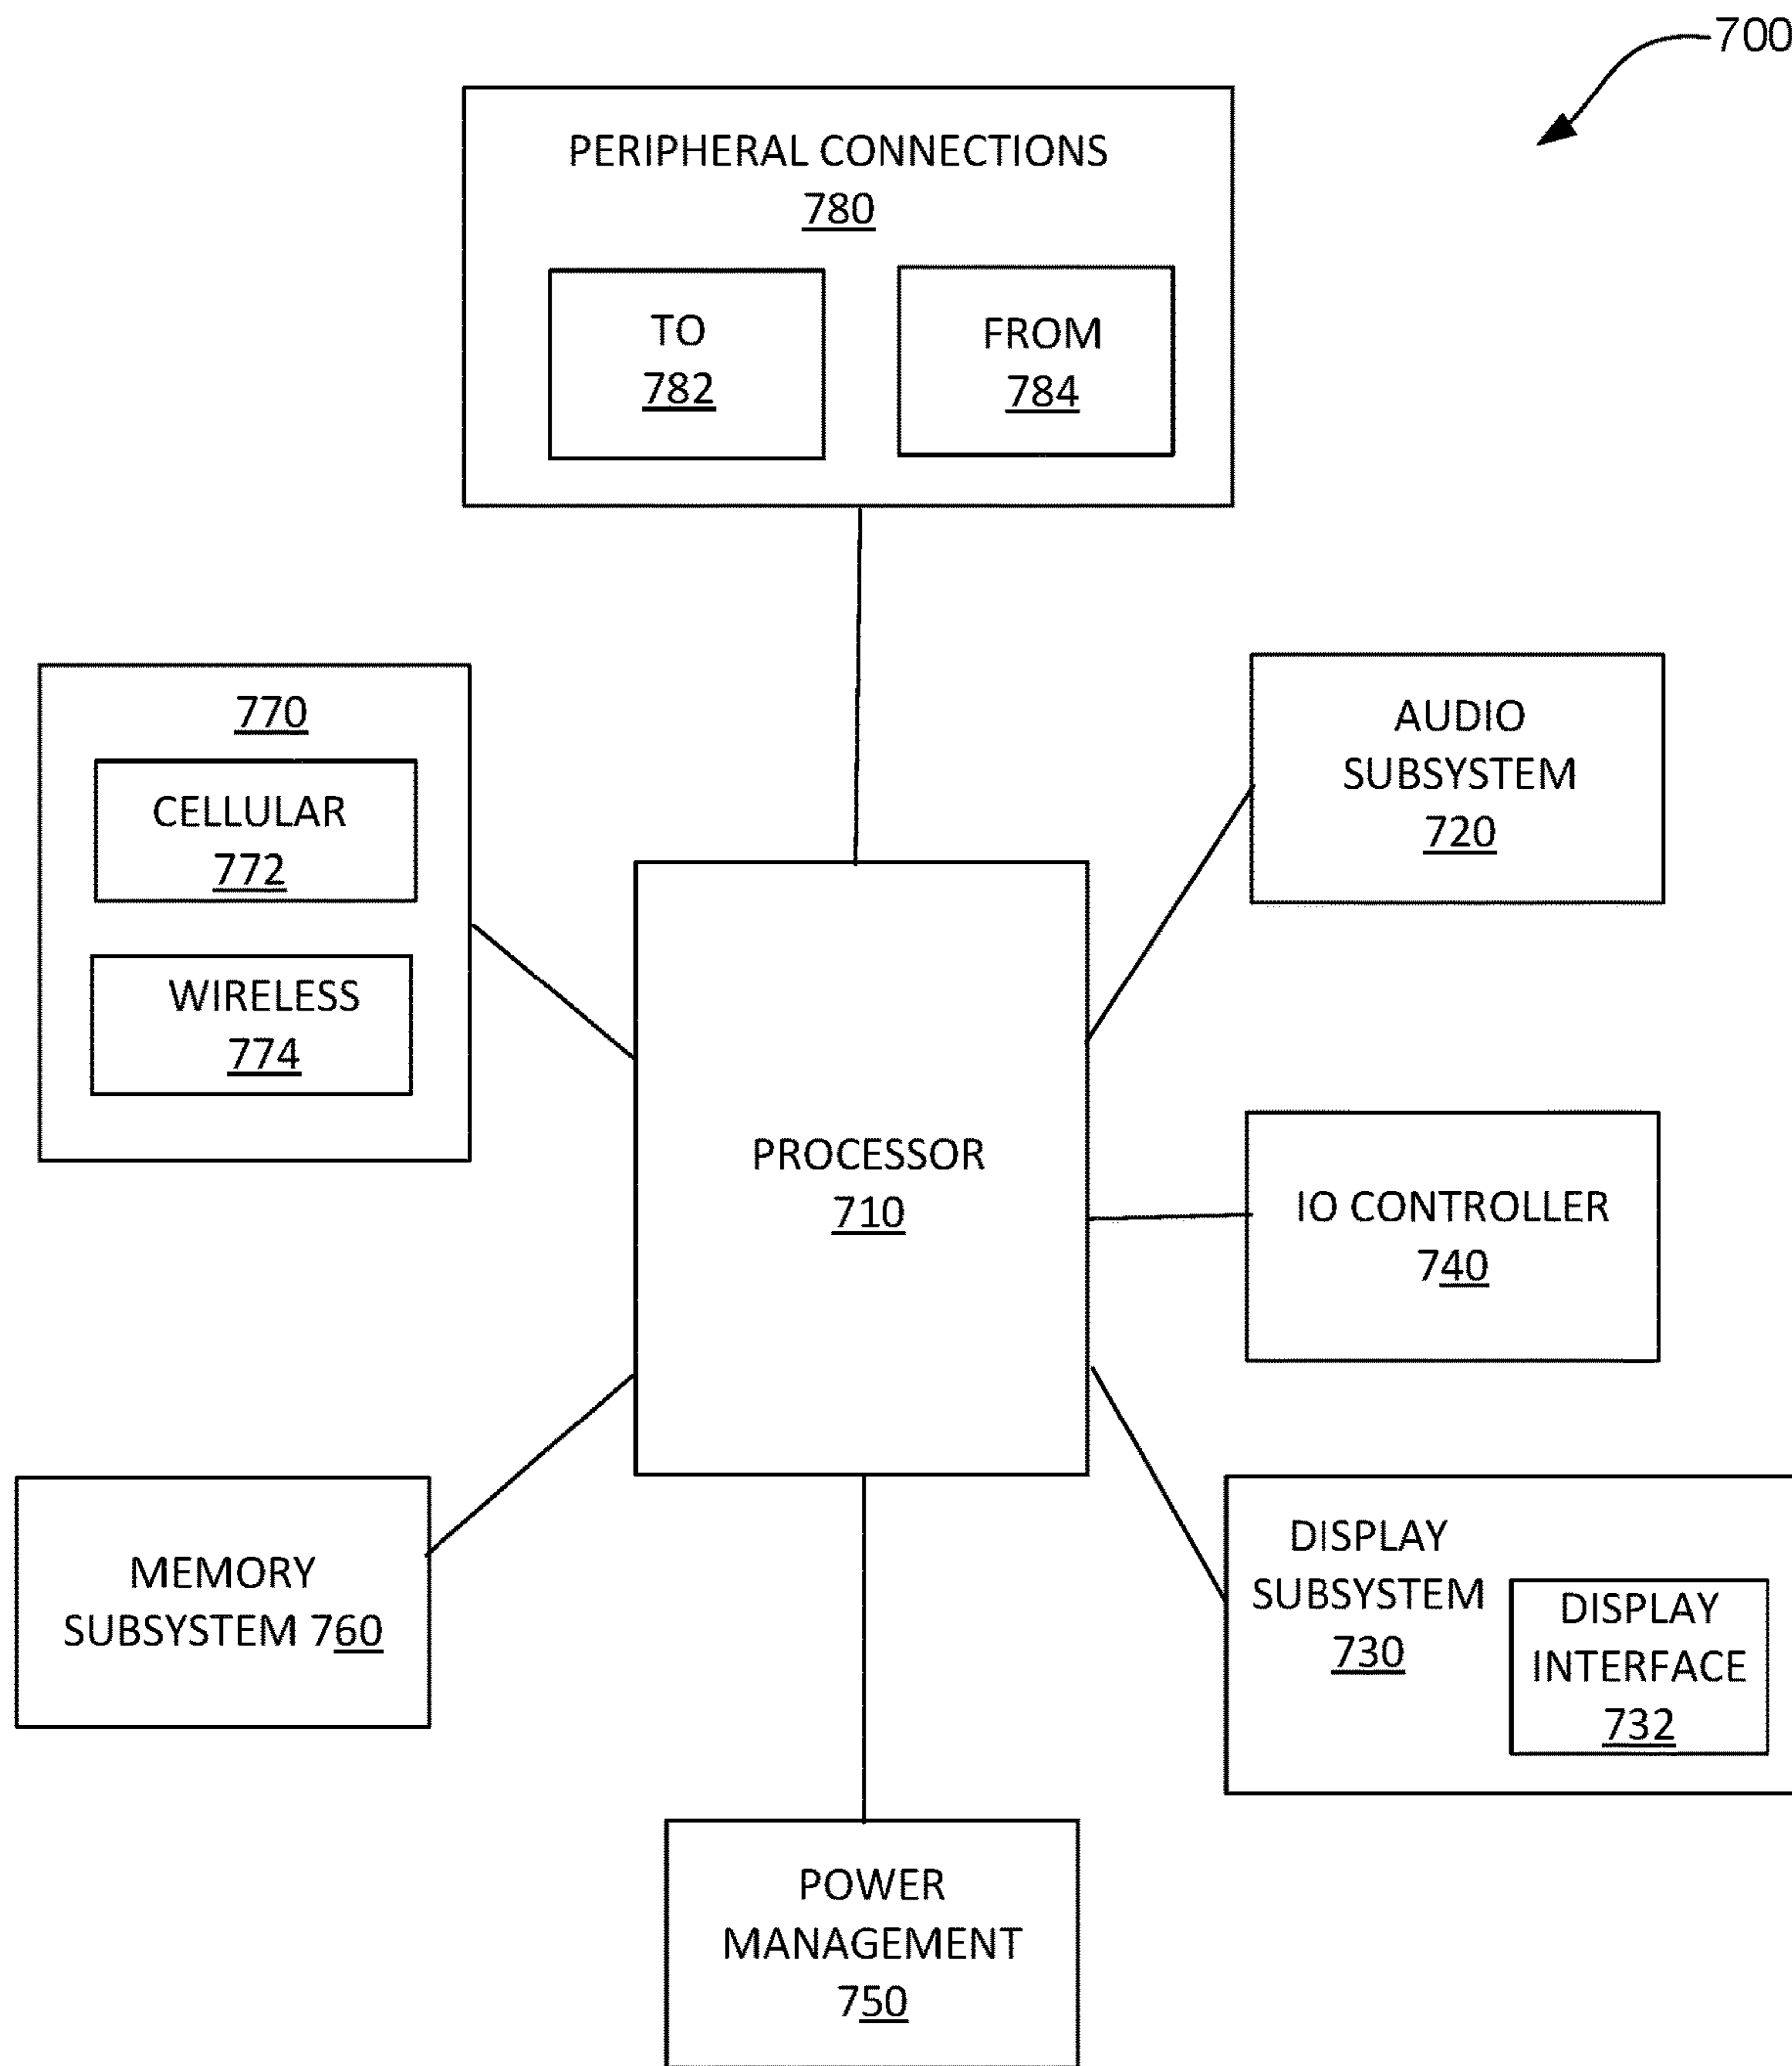 700
PERIPHERAL CONNECTIONS
780
TO
782
FROM
784
770
CELLULAR
772
WIRELESS
774
AUDIO
SUBSYSTEM
720
PROCESSOR
710
IO CONTROLLER
740
MEMORY
SUBSYSTEM 760
DISPLAY
SUBSYSTEM
730
DISPLAY
INTERFACE
732
POWER
MANAGEMENT
750